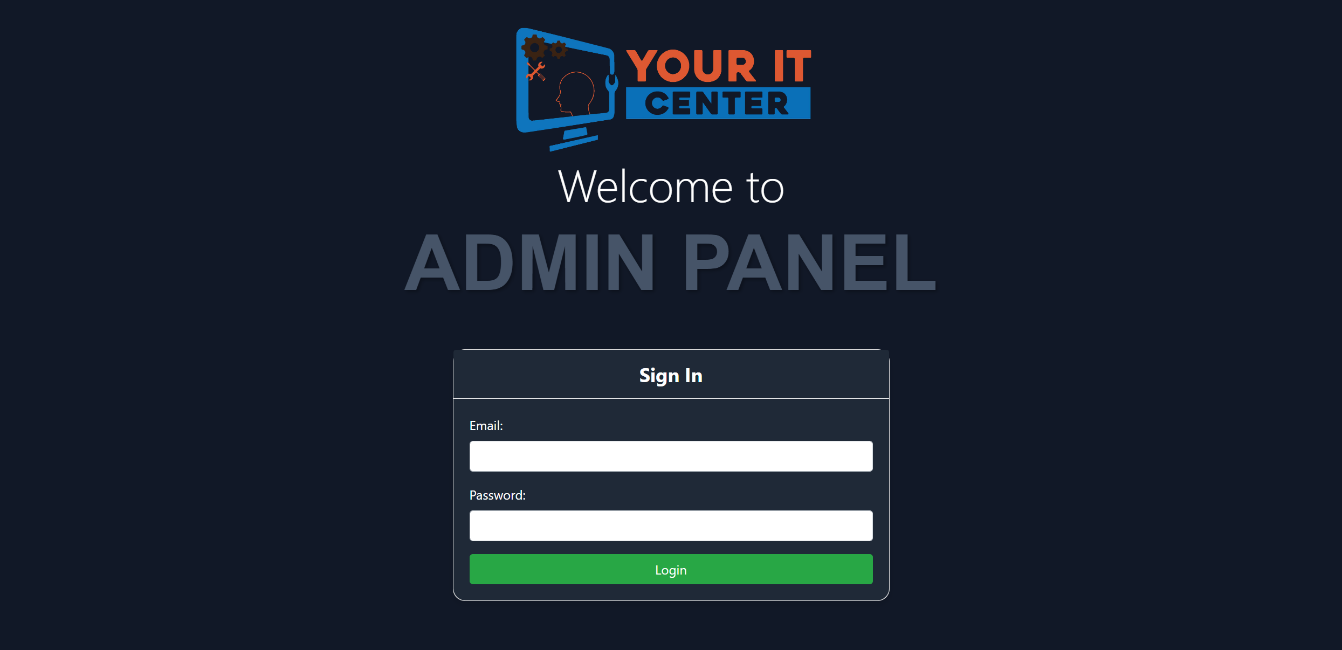 YOUR IT
CENTER
Welcome to
ADMIN PANEL
Sign In
Email:
Password:
Login